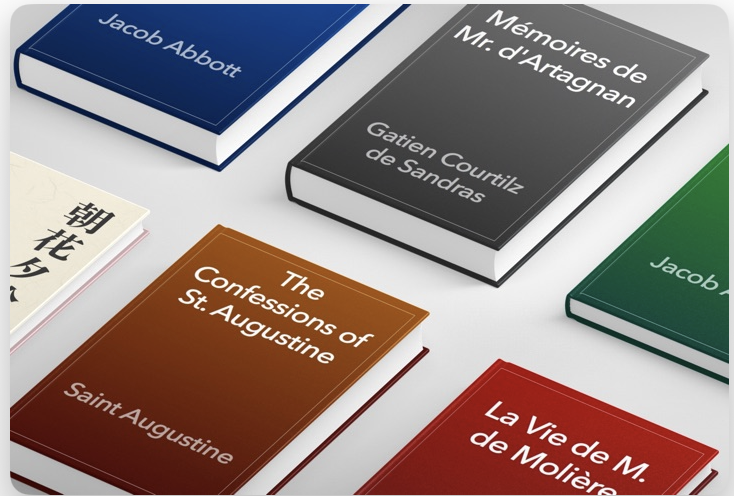 Jacob Abbott
Mémoires de
Mr. d'Artagnan
Gatien Courtilz
de Sandras
朝
花
夕
Jacob
The
Confessions of
St. Augustine
Saint Augustine
La Vie de M.
de Molière